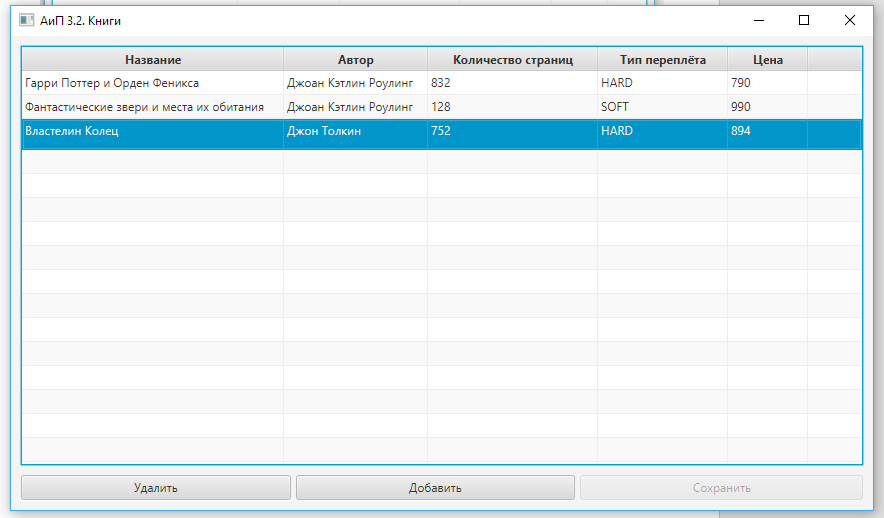 АиП 3.2. Книги
Название Автор Количество страниц Тип переплёта Цена
Гарри Поттер и Орден Феникса Джоан Кэтлин Роулинг 832 HARD 790
Фантастические звери и места их обитания Джоан Кэтлин Роулинг 128 SOFT 990
Властелин Колец Джон Толкин 752 HARD 894
Удалить Добавить Сохранить